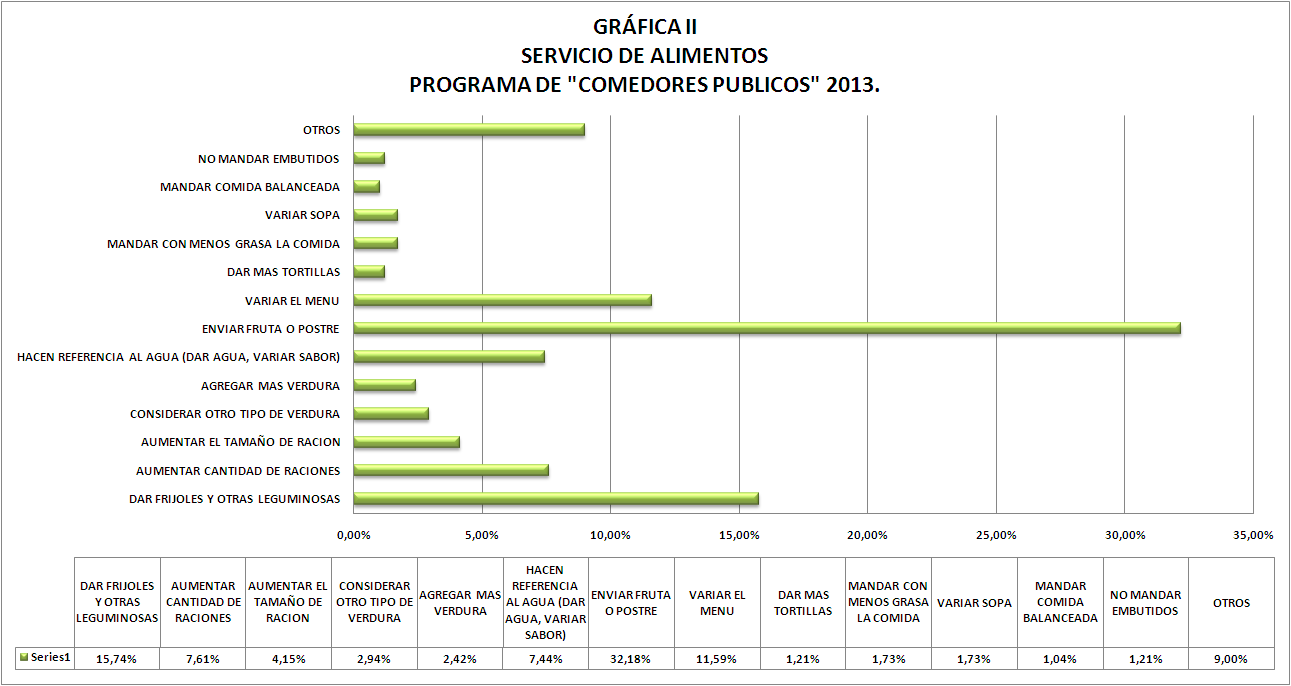 GRÁFICA II
SERVICIO DE ALIMENTOS
PROGRAMA DE "COMEDORES PUBLICOS" 2013.
OTROS
NO MANDAR EMBUTIDOS
MANDAR COMIDA BALANCEADA
VARIAR SOPA
MANDAR CON MENOS GRASA LA COMIDA
DAR MAS TORTILLAS
VARIAR EL MENU
ENVIAR FRUTA O POSTRE
HACEN REFERENCIA AL AGUA (DAR AGUA, VARIAR SABOR)
AGREGAR MAS VERDURA
CONSIDERAR OTRO TIPO DE VERDURA
AUMENTAR EL TAMAÑO DE RACION
AUMENTAR CANTIDAD DE RACIONES
DAR FRIJOLES Y OTRAS LEGUMINOSAS
0,00% 5,00% 10,00% 15,00% 20,00% 25,00% 30,00% 35,00%
DAR FRIJOLES
Y OTRAS
LEGUMINOSAS
AUMENTAR
CANTIDAD DE
RACIONES
AUMENTAR EL
TAMAÑO DE
RACION
CONSIDERAR
OTRO TIPO DE
VERDURA
AGREGAR MAS
VERDURA
HACEN
REFERENCIA
AL AGUA (DAR
AGUA, VARIAR
SABOR)
ENVIAR FRUTA
O POSTRE
VARIAR EL
MENU
DAR MAS
TORTILLAS
MANDAR CON
MENOS GRASA
LA COMIDA
VARIAR SOPA
MANDAR
COMIDA
BALANCEADA
NO MANDAR
EMBUTIDOS
OTROS
Series1 15,74% 7,61% 4,15% 2,94% 2,42% 7,44% 32,18% 11,59% 1,21% 1,73% 1,73% 1,04% 1,21% 9,00%